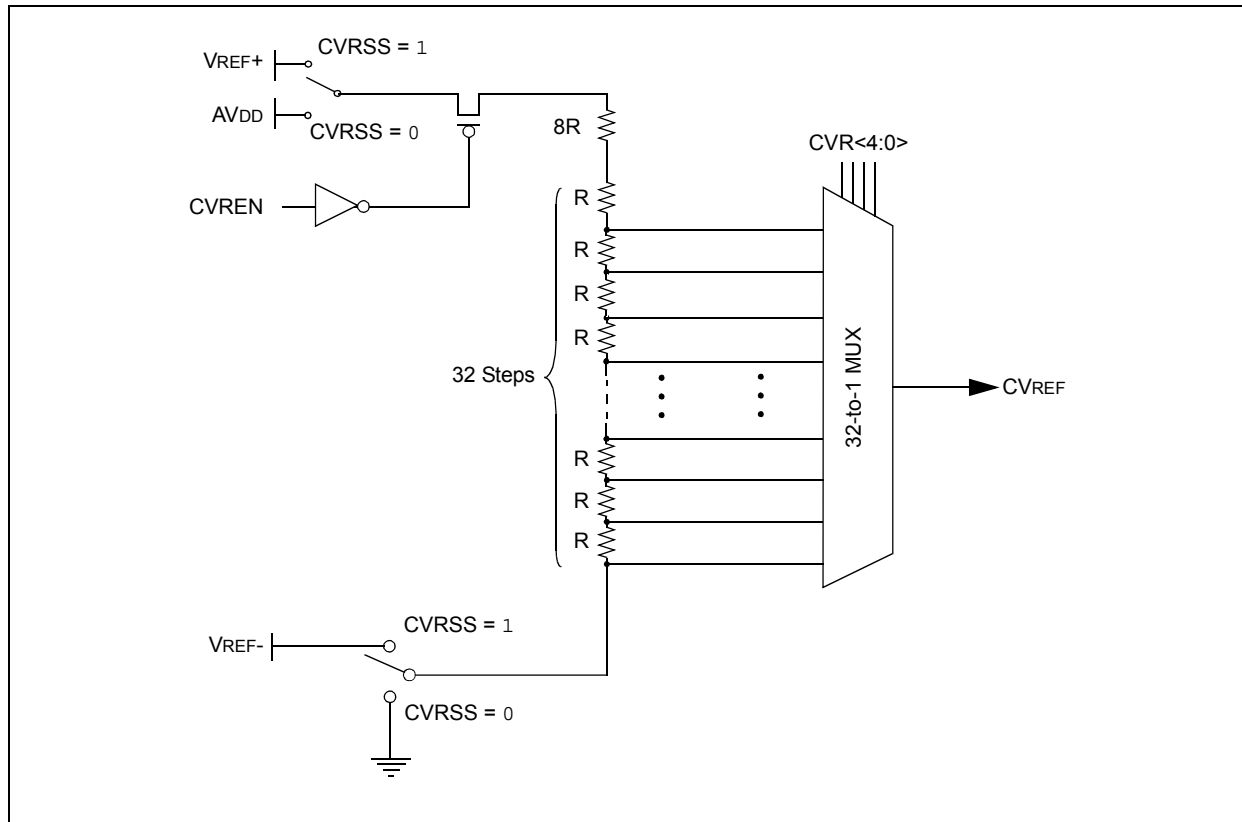 CVRSS = 1
VREF+
AVDD
CVRSS = 0
8R
CVR<4:0>
CVREN
R
R
R
R
32 Steps
32-to-1 MUX
CVREF
R
R
R
CVRSS = 1
VREF-
CVRSS = 0